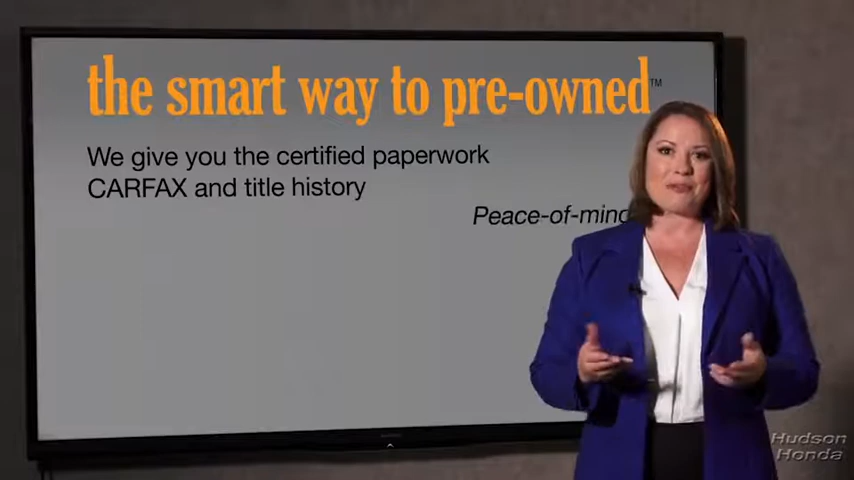 the smart way to pre-owned™
We give you the certified paperwork
CARFAX and title history
Peace-of-mind
Hudson
Honda